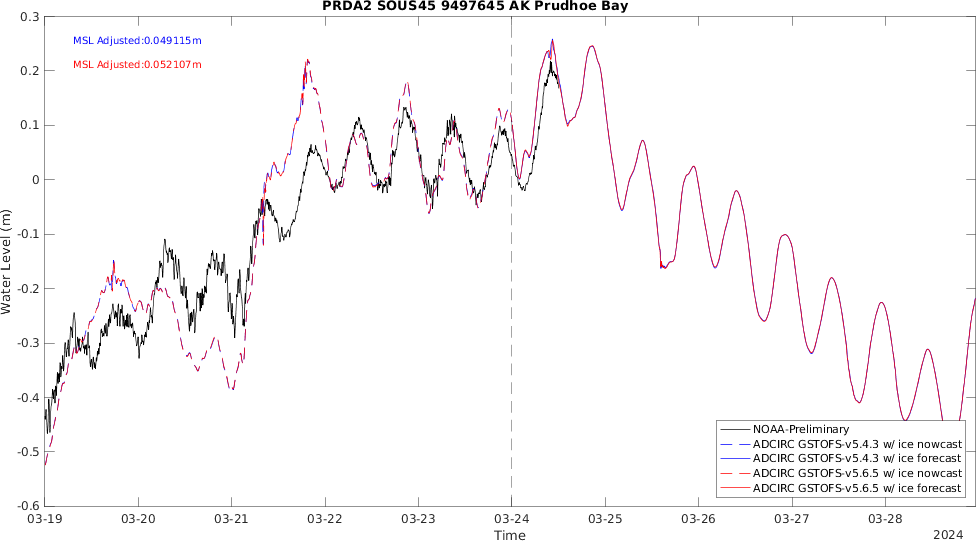 PRDA2 SOUS45 9497645 AK Prudhoe Bay
MSL Adjusted:0.049115m
MSL Adjusted:0.052107m
0.3
0.2
0.1
0
-0.1
-0.2
-0.3
-0.4
-0.5
-0.6
Water Level (m)
NOAA-Preliminary
ADCIRC GSTOFS-v5.4.3 w/ ice nowcast
ADCIRC GSTOFS-v5.4.3 w/ ice forecast
ADCIRC GSTOFS-v5.6.5 w/ ice nowcast
ADCIRC GSTOFS-v5.6.5 w/ ice forecast
03-19 03-20 03-21 03-22 03-23 03-24 03-25 03-26 03-27 03-28
Time
2024